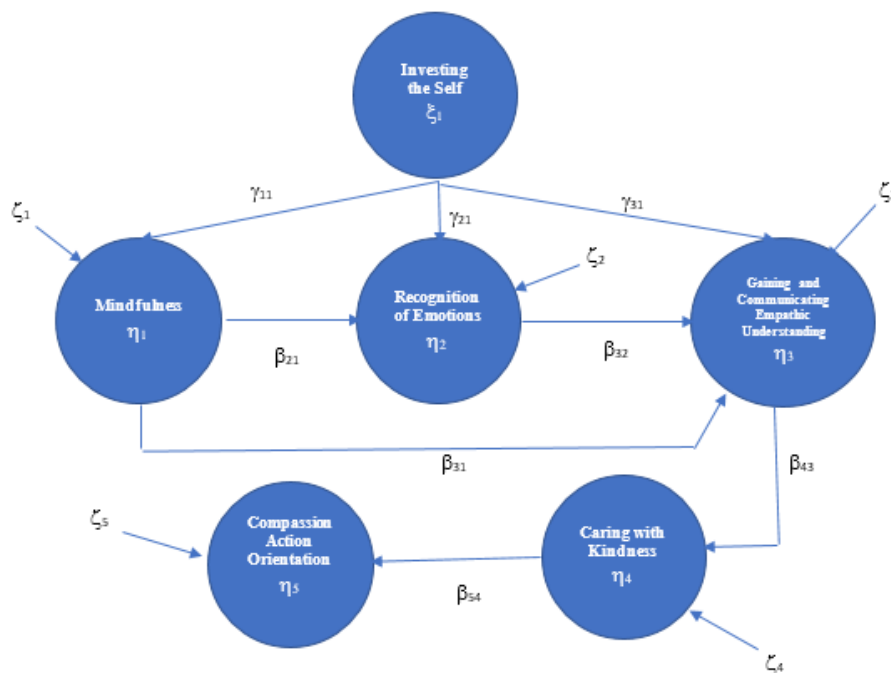 Investing
the Self
ξ₁
γ₁₁
γ₂₁
γ₃₁
ζ₁
ζ₂
ζ
Mindfulness
η₁
Recognition
of Emotions
η₂
Gaining and
Communicating
Empathic
Understanding
η₃
β₂₁
β₃₂
β₃₁
β₄₃
ζ₅
Compassion
Action
Orientation
η₅
Caring with
Kindness
η₄
β₅₄
ζ₄